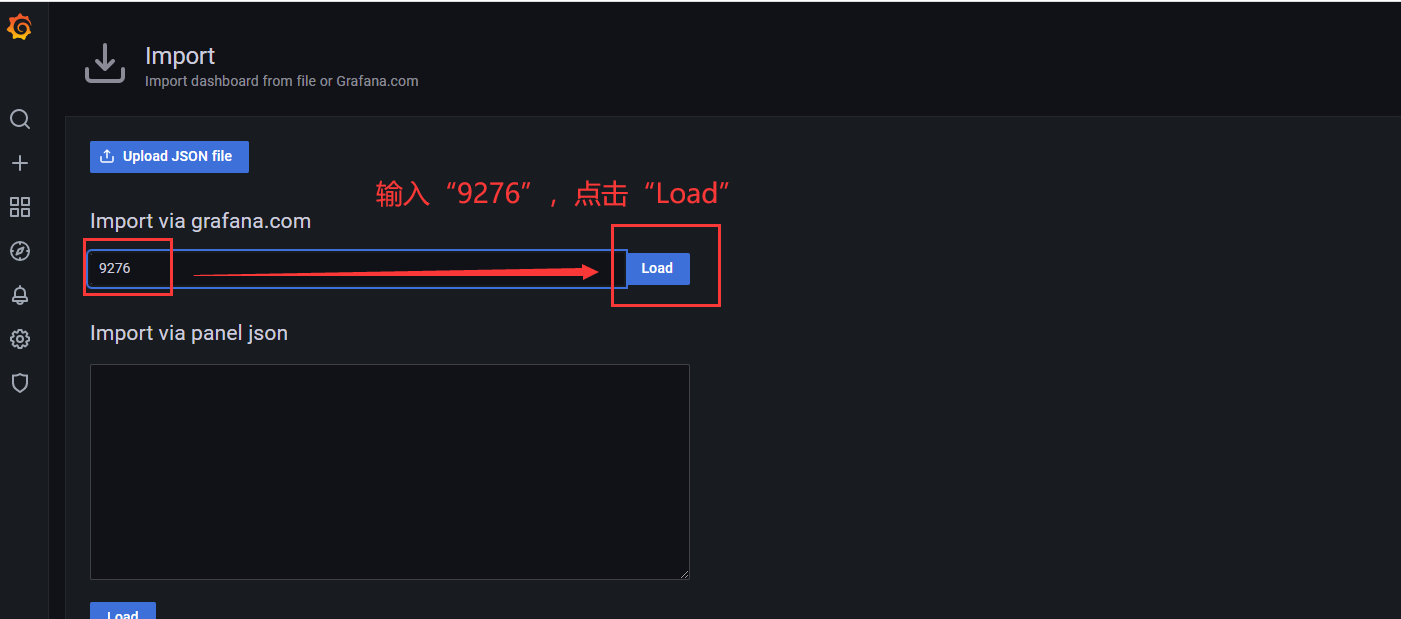 Import
Import dashboard from file or Grafana.com
Upload JSON file
输入“9276”，点击“Load”
Import via grafana.com
9276
Load
Import via panel json
Load